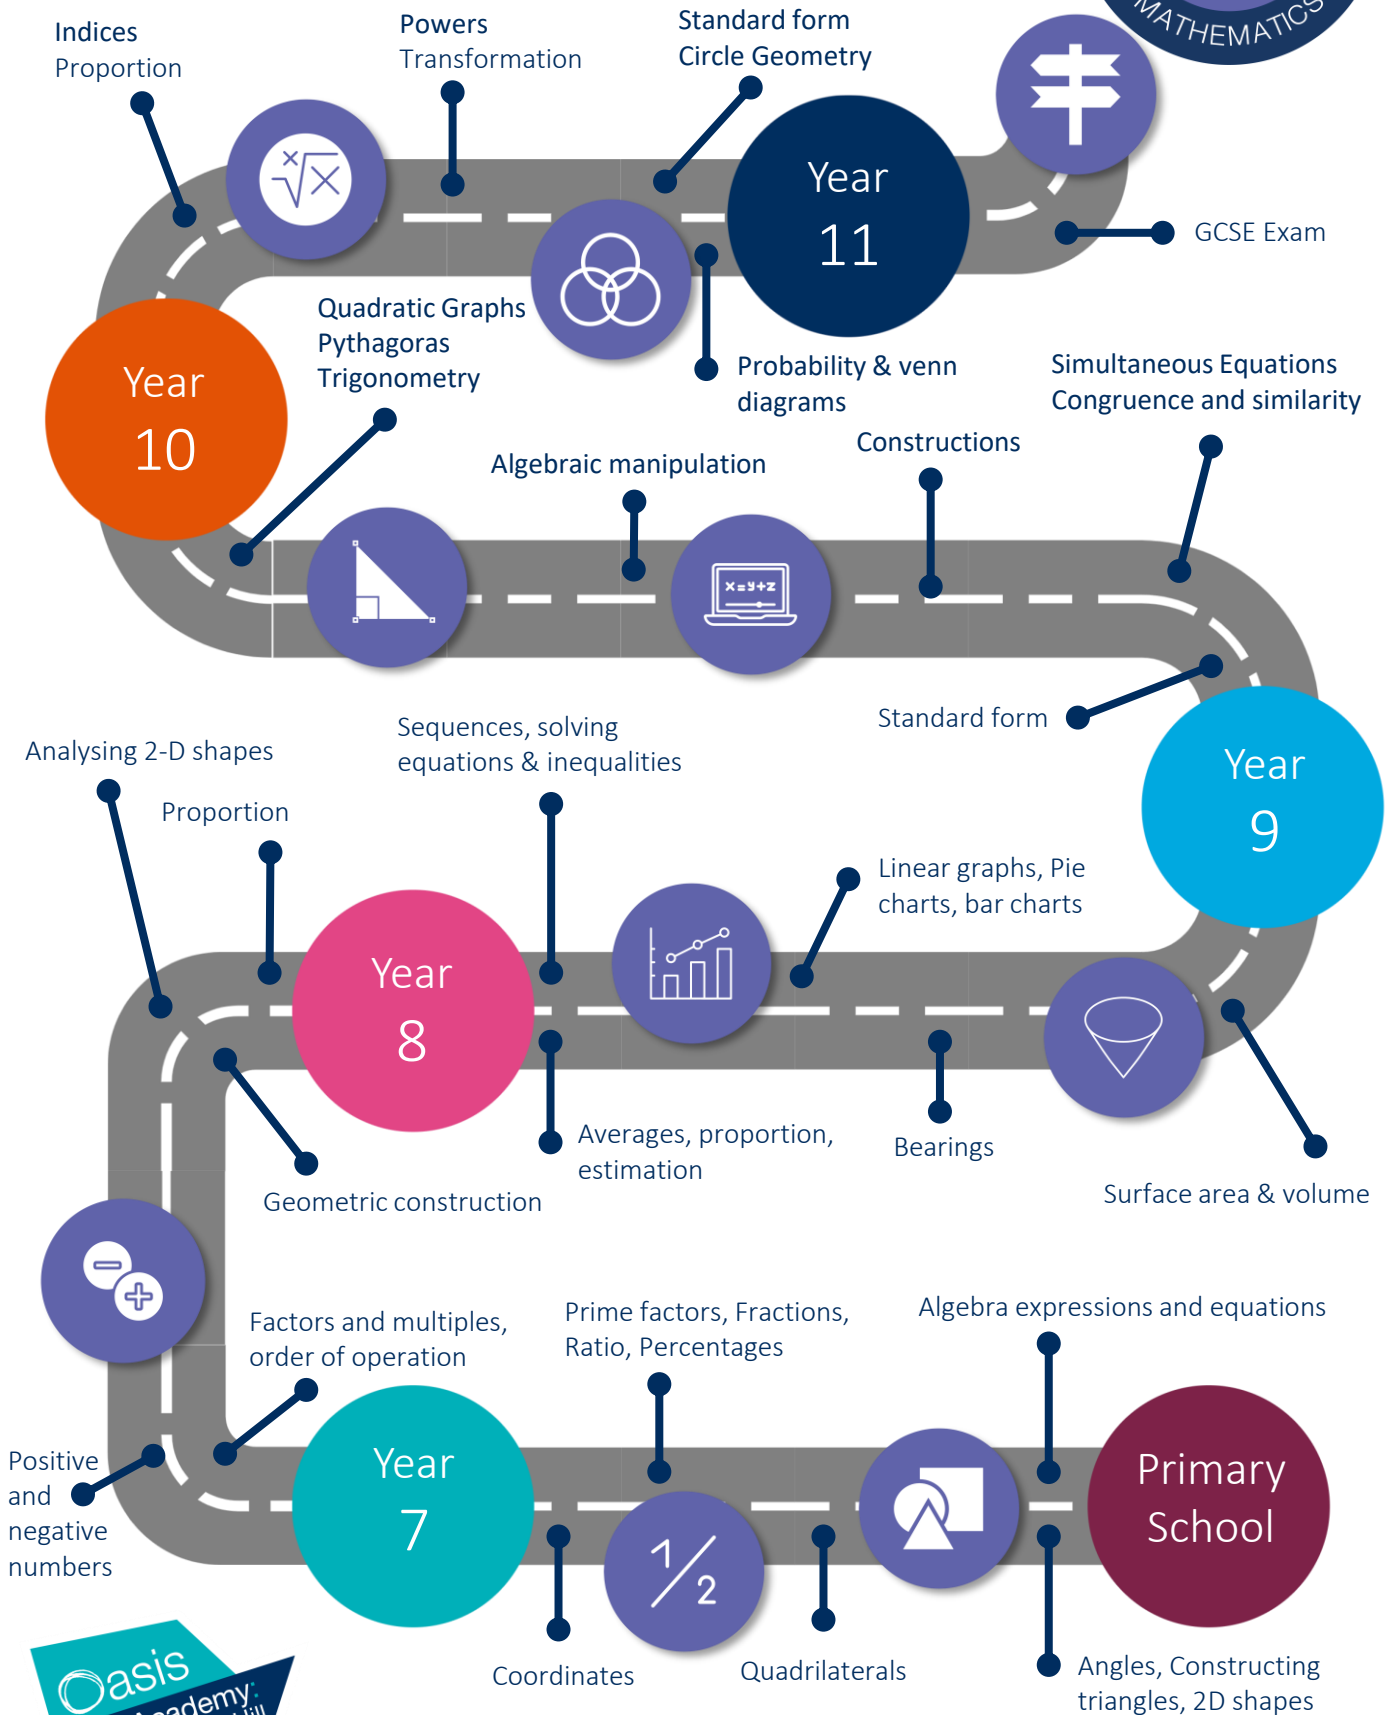 MATHEMATICS
Indices
Proportion
Powers
Transformation
Standard form
Circle Geometry
Year
11
GCSE Exam
Quadratic Graphs
Pythagoras
Trigonometry
Year
10
Probability & venn
diagrams
Simultaneous Equations
Congruence and similarity
Constructions
Algebraic manipulation
x=y+z
Standard form
Year
9
Sequences, solving
equations & inequalities
Analysing 2-D shapes
Proportion
Linear graphs, Pie
charts, bar charts
Year
8
Averages, proportion,
estimation
Bearings
Surface area & volume
Geometric construction
Factors and multiples,
order of operation
Prime factors, Fractions,
Ratio, Percentages
Algebra expressions and equations
Positive
and
negative
numbers
Year
7
1/2
Primary
School
Coordinates
Quadrilaterals
Angles, Constructing
triangles, 2D shapes
Oasis
Academy: